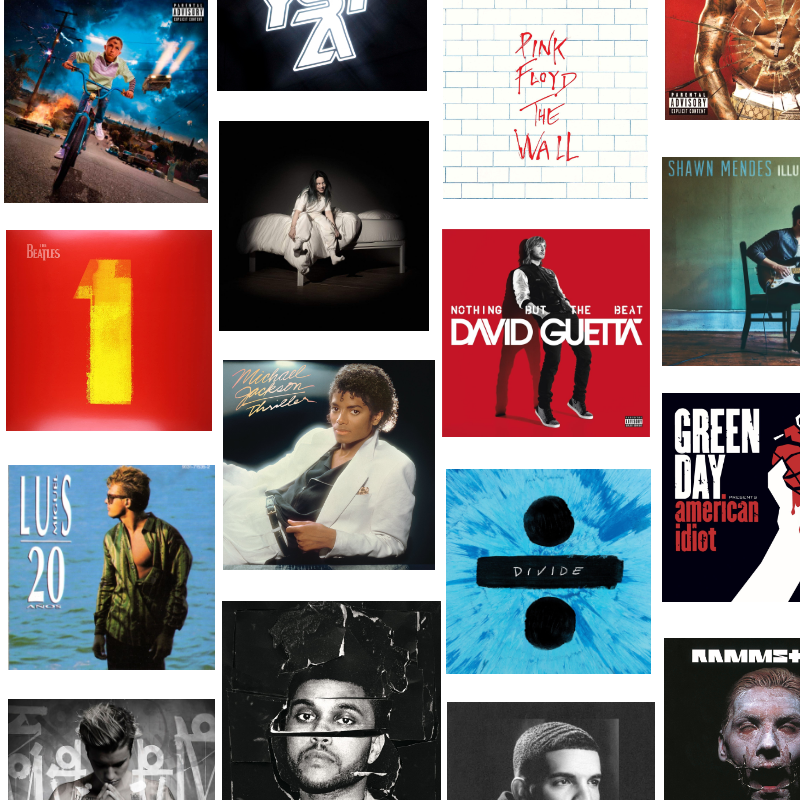 PARENTAL
ADVISORY
EXPLICIT CONTENT
THE
BEATLES
1
LUIS
MIGUEL
20
AÑOS
Michael
Jackson
Thriller
PINK
FLOYD
THE
WALL
NOTHING BUT THE BEAT
DAVID GUETTA
DIVIDE
PARENTAL
ADVISORY
EXPLICIT CONTENT
SHAWN MENDES ILLU
GREEN
DAY
PRESENTS
american
idiot
RAMMST